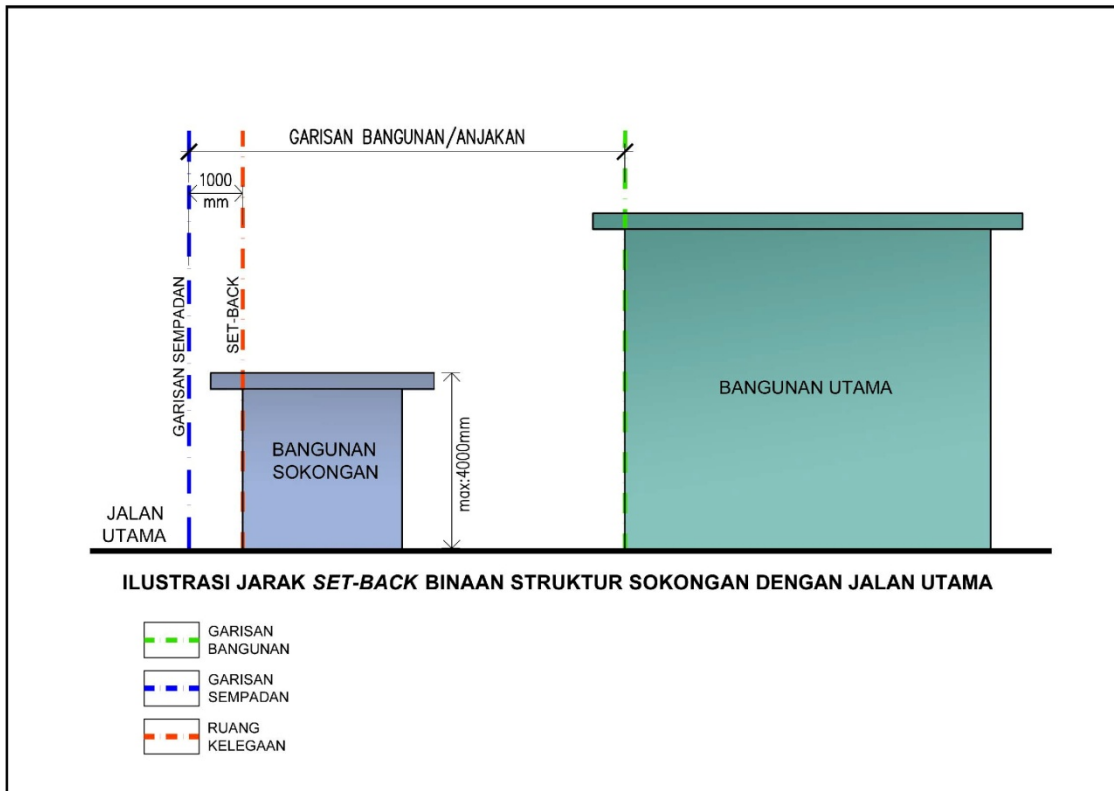 GARISAN BANGUNAN/ANJAKAN
1000
mm
GARISAN SEMPADAN
SET-BACK
BANGUNAN
SOKONGAN
max:4000mm
BANGUNAN UTAMA
JALAN
UTAMA
ILUSTRASI JARAK SET-BACK BINAAN STRUKTUR SOKONGAN DENGAN JALAN UTAMA
GARISAN
BANGUNAN
GARISAN
SEMPADAN
RUANG
KELEGAAN